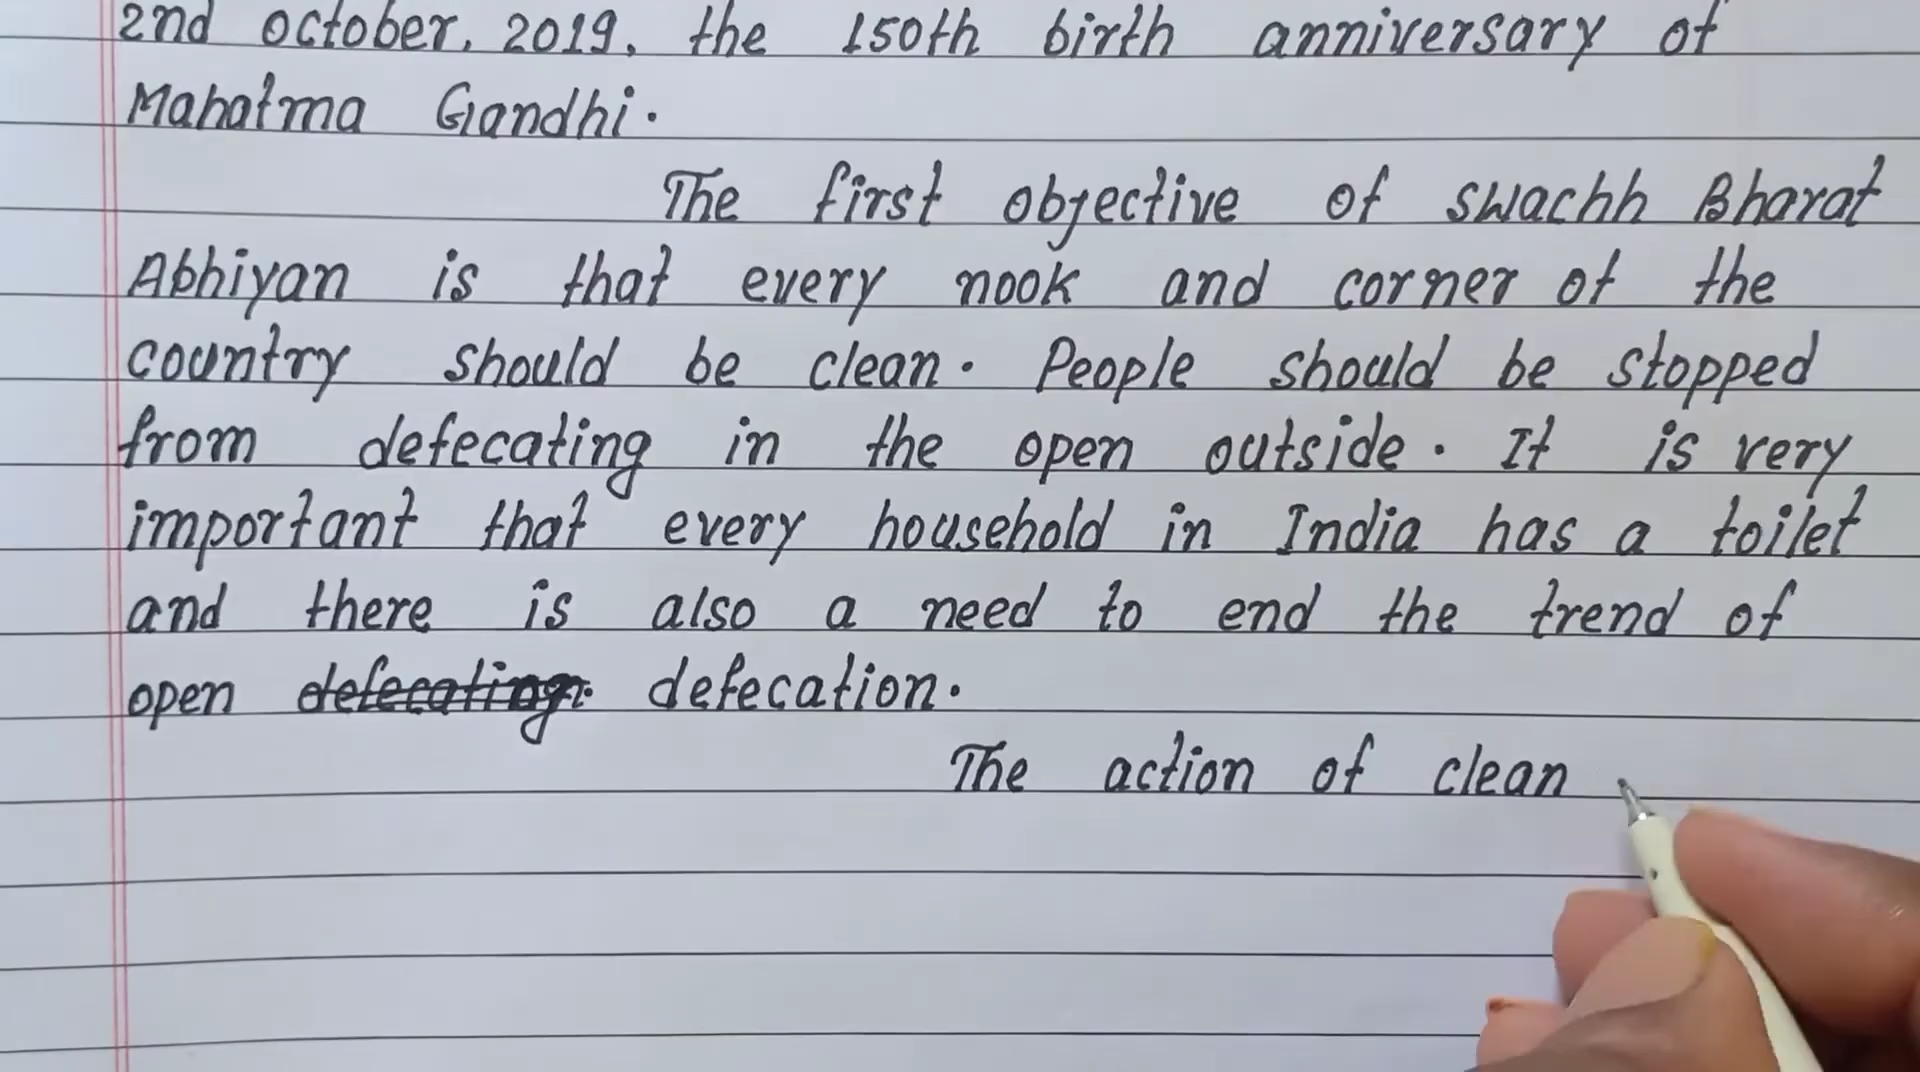 2nd october, 2019, the 150th birth anniversary of
Mahatma Gandhi.
The first objective of swachh Bharat
Abhiyan is that every nook and corner of the
country should be clean. People should be stopped
from defecating in the open outside. It is very
important that every household in India has a toilet
and there is also a need to end the trend of
open defecating. defecation.
The action of clean